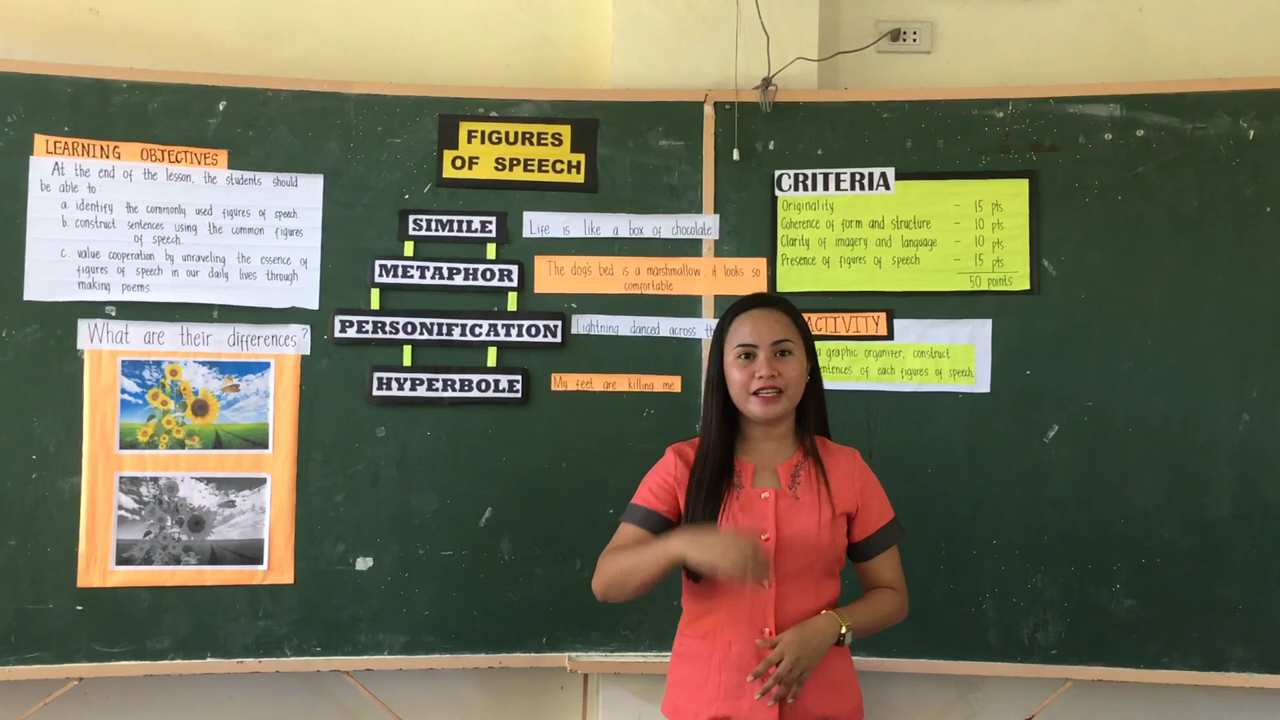 LEARNING OBJECTIVES
At the end of the lesson, the students should
be able to:
a. identify the commonly used figures of speech.
b. construct sentences using the common figures
of speech.
c. value cooperation by unraveling the essence of
figures of speech in our daily lives through
making poems.
What are their differences?
FIGURES
OF SPEECH
SIMILE
Life is like a box of chocolate
METAPHOR
The dog's bed is a marshmallow. it looks so
comfortable
PERSONIFICATION
Lightning danced across
HYPERBOLE
My feet are killing me
CRITERIA
Originality - 15 pts.
Coherence of form and structure - 10 pts.
Clarity of imagery and language - 10 pts.
Presence of figures of speech - 15 pts.
50 points
ACTIVITY
a graphic organizer, construct
sentences of each figures of speech.